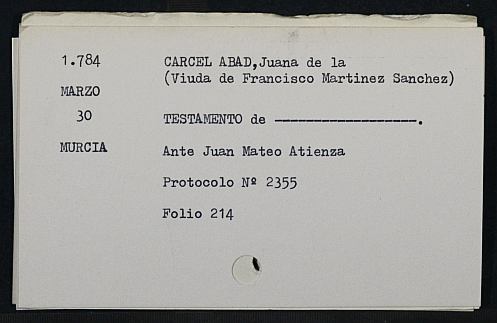 1.784 CARCEL ABAD,Juana de la
(Viuda de Francisco Martinez Sanchez)
MARZO
30 TESTAMENTO de ------------------.
MURCIA Ante Juan Mateo Atienza
Protocolo Nº 2355
Folio 214